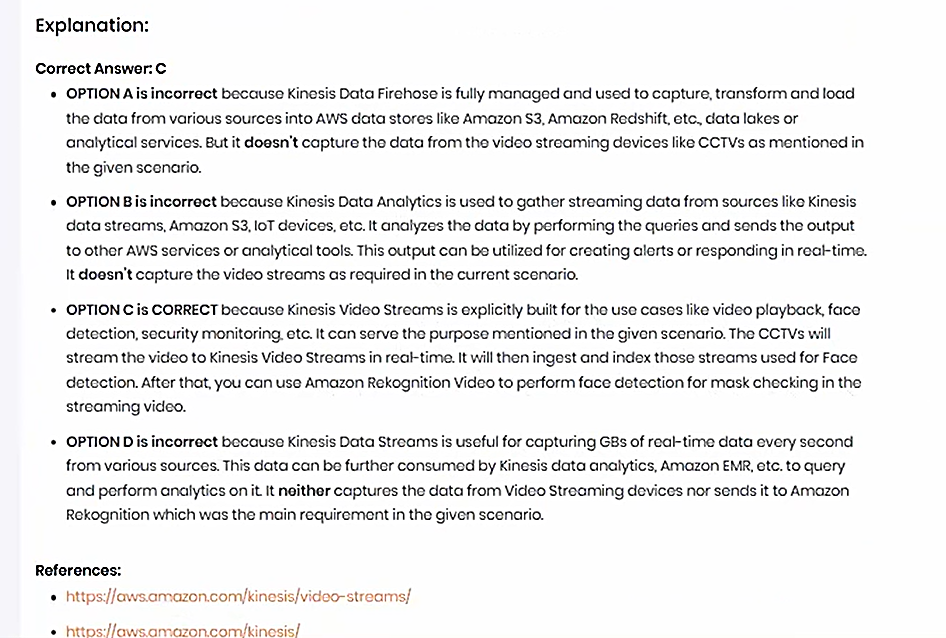 Explanation:
Correct Answer: C
• OPTION A is incorrect because Kinesis Data Firehose is fully managed and used to capture, transform and load
the data from various sources into AWS data stores like Amazon S3, Amazon Redshift, etc., data lakes or
analytical services. But it doesn't capture the data from the video streaming devices like CCTVs as mentioned in
the given scenario.
• OPTION B is incorrect because Kinesis Data Analytics is used to gather streaming data from sources like Kinesis
data streams, Amazon S3, IoT devices, etc. It analyzes the data by performing the queries and sends the output
to other AWS services or analytical tools. This output can be utilized for creating alerts or responding in real-time.
It doesn't capture the video streams as required in the current scenario.
• OPTION C is CORRECT because Kinesis Video Streams is explicitly built for the use cases like video playback, face
detection, security monitoring, etc. It can serve the purpose mentioned in the given scenario. The CCTVs will
stream the video to Kinesis Video Streams in real-time. It will then ingest and index those streams used for Face
detection. After that, you can use Amazon Rekognition Video to perform face detection for mask checking in the
streaming video.
• OPTION D is incorrect because Kinesis Data Streams is useful for capturing GBs of real-time data every second
from various sources. This data can be further consumed by Kinesis data analytics, Amazon EMR, etc. to query
and perform analytics on it. It neither captures the data from Video Streaming devices nor sends it to Amazon
Rekognition which was the main requirement in the given scenario.
References:
• https://aws.amazon.com/kinesis/video-streams/
• https://aws.amazon.com/kinesis/